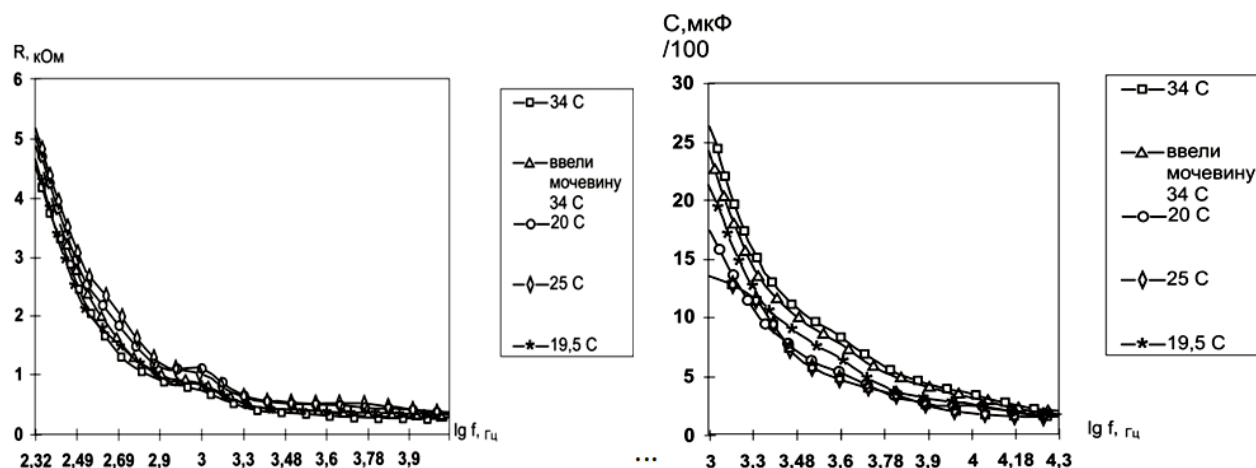 R, кОм
6
5
4
3
2
1
0
2,32 2,49 2,69 2,9 3 3,3 3,48 3,6 3,78 3,9
lg f, гц
34 С
ввели
мочевину
34 С
20 С
25 С
19,5 С
...
С,мкФ
/100
30
25
20
15
10
5
0
3 3,3 3,48 3,6 3,78 3,9 4 4,18 4,3
lg f, гц
34 С
ввели
мочевину
34 С
20 С
25 С
19,5 С